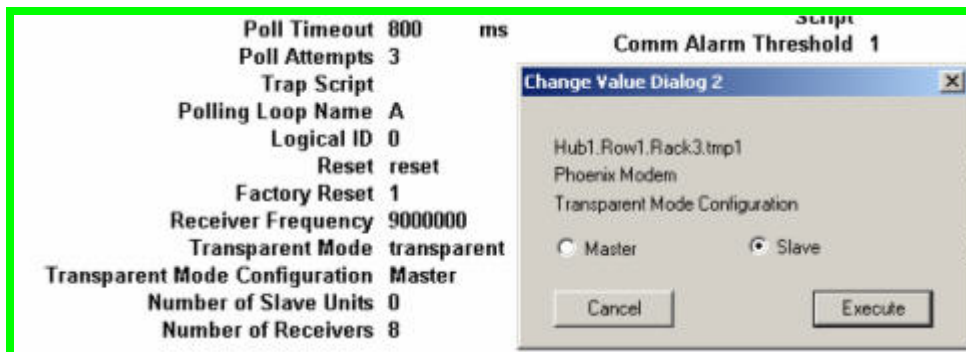 Poll Timeout 800 ms
Poll Attempts 3
Trap Script
Polling Loop Name A
Logical ID 0
Reset reset
Factory Reset 1
Receiver Frequency 9000000
Transparent Mode transparent
Transparent Mode Configuration Master
Number of Slave Units 0
Number of Receivers 8
Script
Comm Alarm Threshold 1
Change Value Dialog 2
Hub1.Row1.Rack3.tmp1
Phoenix Modem
Transparent Mode Configuration
Master Slave
Cancel Execute